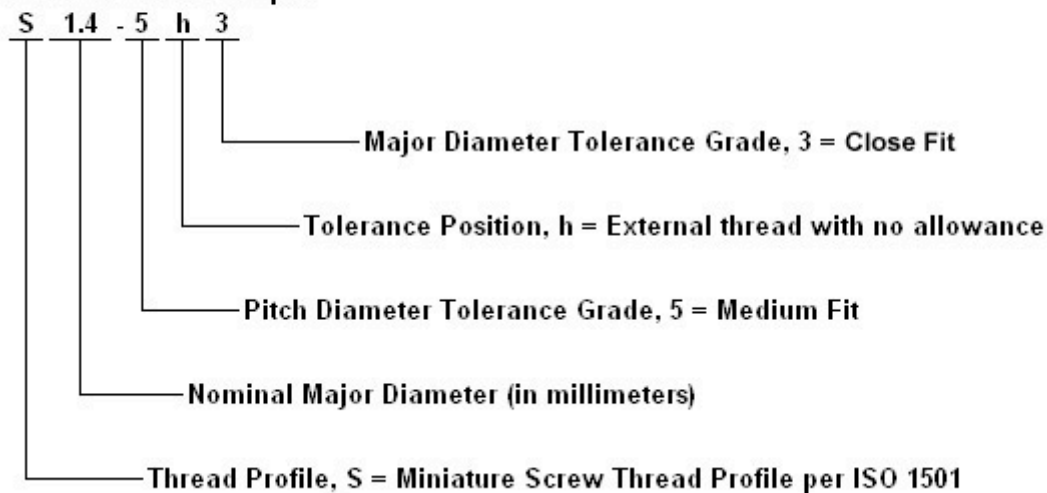 S 1.4 - 5 h 3
Major Diameter Tolerance Grade, 3 = Close Fit
Tolerance Position, h = External thread with no allowance
Pitch Diameter Tolerance Grade, 5 = Medium Fit
Nominal Major Diameter (in millimeters)
Thread Profile, S = Miniature Screw Thread Profile per ISO 1501